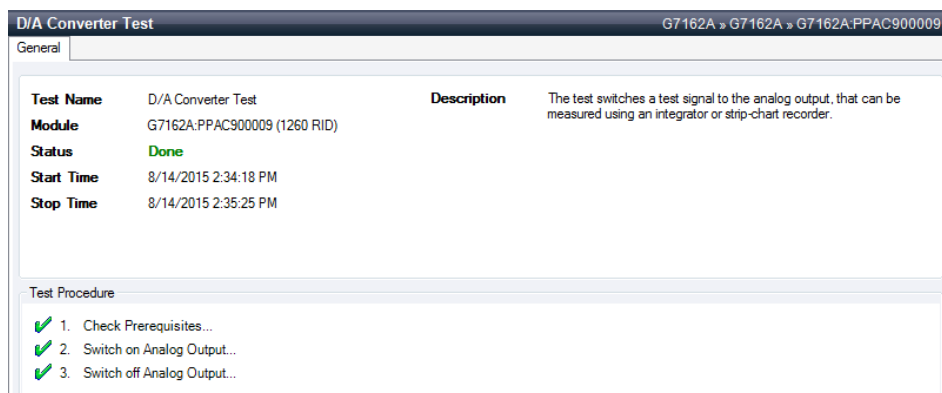 D/A Converter Test
G7162A » G7162A » G7162A:PPAC900009
General
Test Name D/A Converter Test
Module G7162A:PPAC900009 (1260 RID)
Status Done
Start Time 8/14/2015 2:34:18 PM
Stop Time 8/14/2015 2:35:25 PM
Description The test switches a test signal to the analog output, that can be
measured using an integrator or strip-chart recorder.
Test Procedure
1. Check Prerequisites...
2. Switch on Analog Output...
3. Switch off Analog Output...